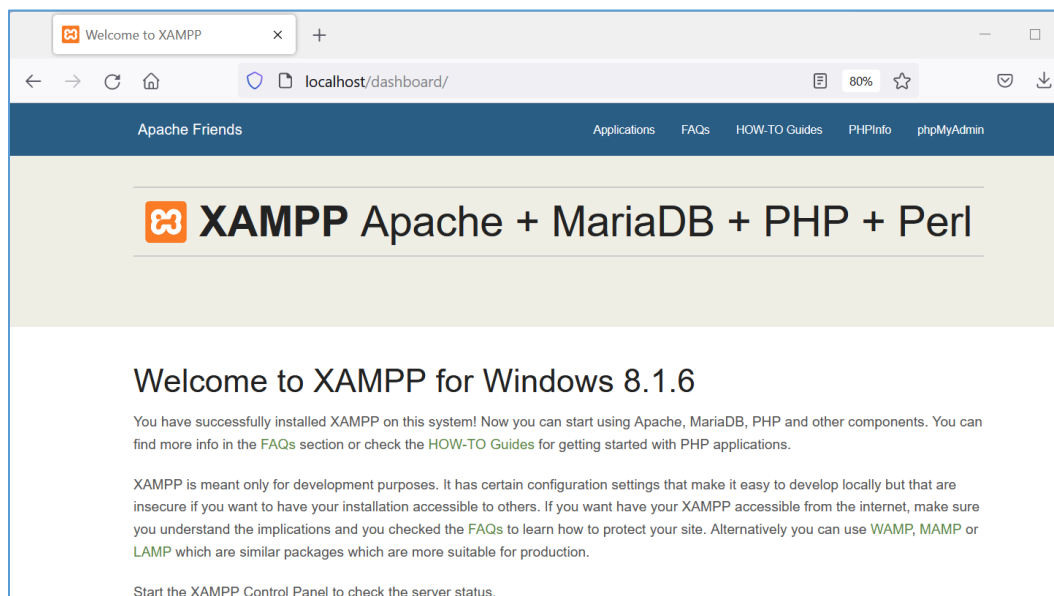 Welcome to XAMPP
localhost/dashboard/
80%
Apache Friends
Applications FAQs HOW-TO Guides PHPInfo phpMyAdmin
XAMPP Apache + MariaDB + PHP + Perl
Welcome to XAMPP for Windows 8.1.6
You have successfully installed XAMPP on this system! Now you can start using Apache, MariaDB, PHP and other components. You can
find more info in the FAQs section or check the HOW-TO Guides for getting started with PHP applications.
XAMPP is meant only for development purposes. It has certain configuration settings that make it easy to develop locally but that are
insecure if you want to have your installation accessible to others. If you want have your XAMPP accessible from the internet, make sure
you understand the implications and you checked the FAQs to learn how to protect your site. Alternatively you can use WAMP, MAMP or
LAMP which are similar packages which are more suitable for production.
Start the XAMPP Control Panel to check the server status.